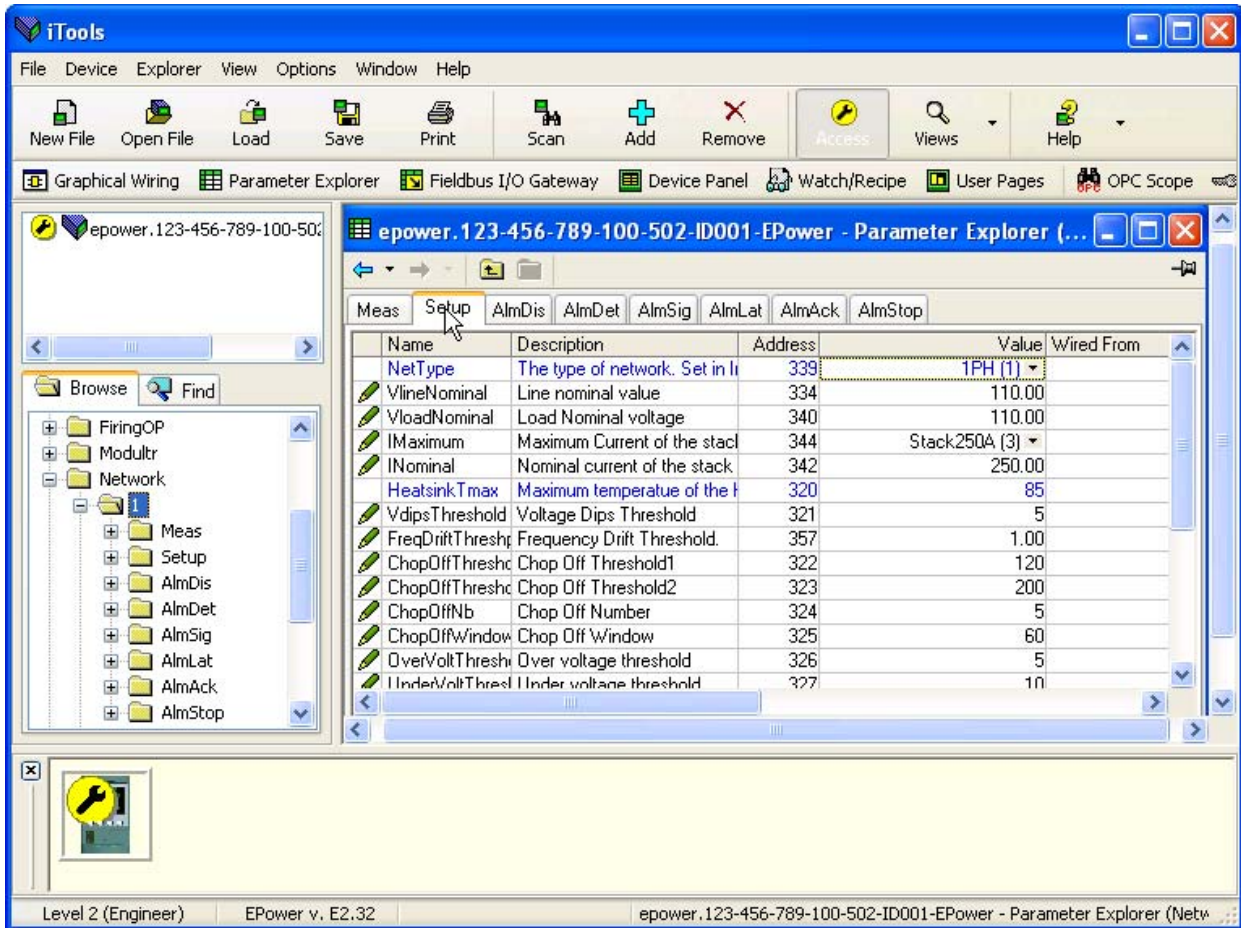 iTools
File Device Explorer View Options Window Help
New File Open File Load Save Print Scan Add Remove Access Views Help
Graphical Wiring Parameter Explorer Fieldbus I/O Gateway Device Panel Watch/Recipe User Pages OPC Scope
epower.123-456-789-100-502
Browse Find
FiringOP
Modultr
Network
1
Meas
Setup
AlmDis
AlmDet
AlmSig
AlmLat
AlmAck
AlmStop
epower.123-456-789-100-502-ID001-EPower - Parameter Explorer (...
Meas Setup AlmDis AlmDet AlmSig AlmLat AlmAck AlmStop
Name Description Address Value Wired From
NetType The type of network. Set in 339 1PH (1)
VlineNominal Line nominal value 334 110.00
VloadNominal Load Nominal voltage 340 110.00
IMaximum Maximum Current of the stacl 344 Stack250A (3)
INominal Nominal current of the stack 342 250.00
HeatsinkTmax Maximum temperatue of the 320 85
VdipsThreshold Voltage Dips Threshold 321 5
FreqDriftThresh Frequency Drift Threshold. 357 1.00
ChopOffThresh Chop Off Threshold1 322 120
ChopOffThresh Chop Off Threshold2 323 200
ChopOffNb Chop Off Number 324 5
ChopOffWindow Chop Off Window 325 60
OverVoltThresh Over voltage threshold 326 5
UnderVoltThresl Under voltage threshold 327 10
Level 2 (Engineer) EPower v. E2.32 epower.123-456-789-100-502-ID001-EPower - Parameter Explorer (Netw